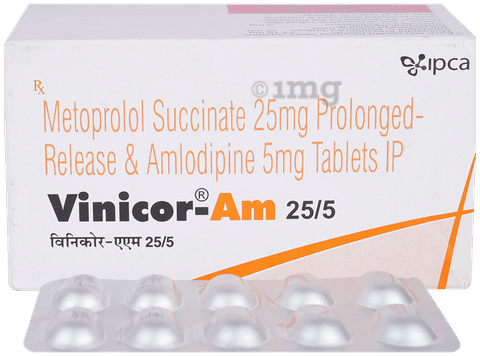 ipca
©1mg
Rx
Metoprolol Succinate 25mg Prolonged-
Release & Amlodipine 5mg Tablets IP
Vinicor®-Am 25/5
विनिकोर-एएम 25/5